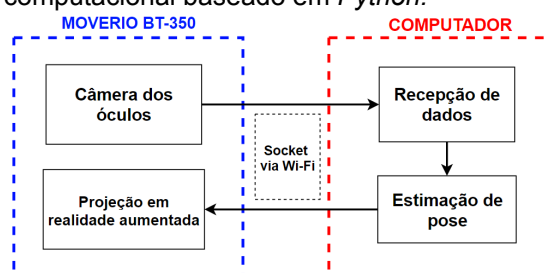 computacional baseado em Python.
MOVERIO BT-350
COMPUTADOR
Câmera dos
óculos
Recepção de
dados
Socket
via Wi-Fi
Projeção em
realidade aumentada
Estimação de
pose